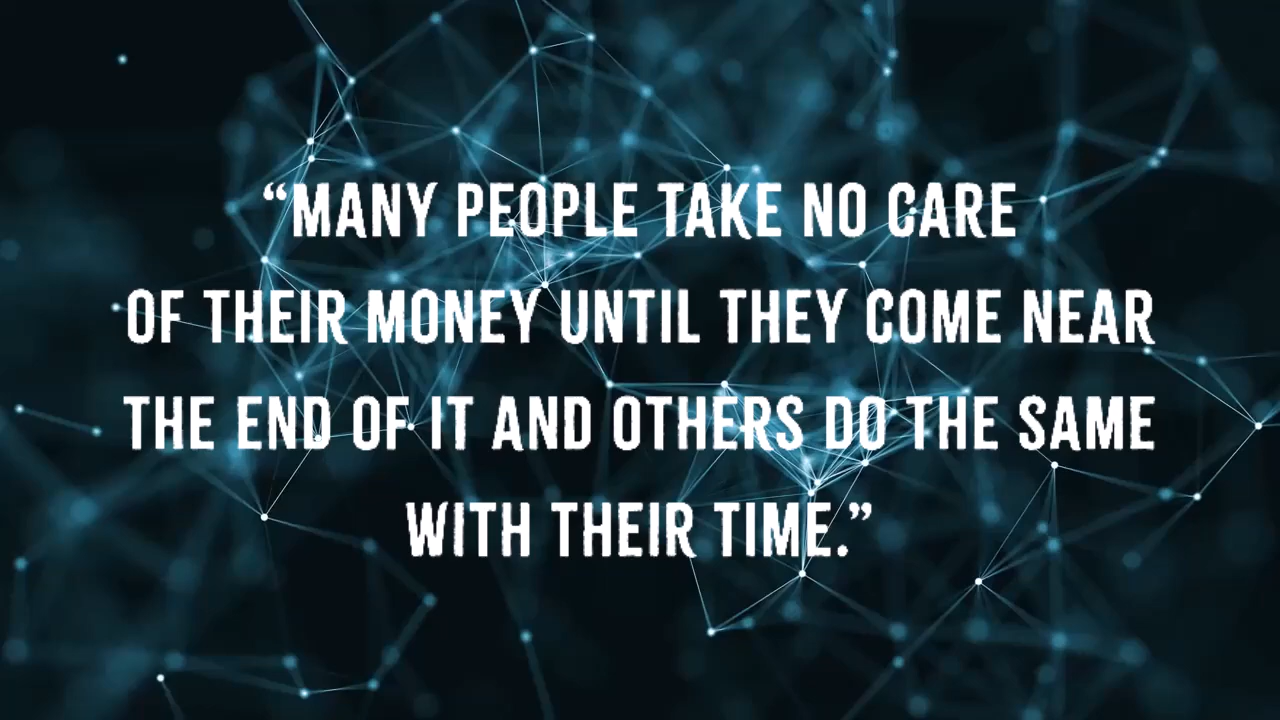 “MANY PEOPLE TAKE NO CARE
OF THEIR MONEY UNTIL THEY COME NEAR
THE END OF IT AND OTHERS DO THE SAME
WITH THEIR TIME.”